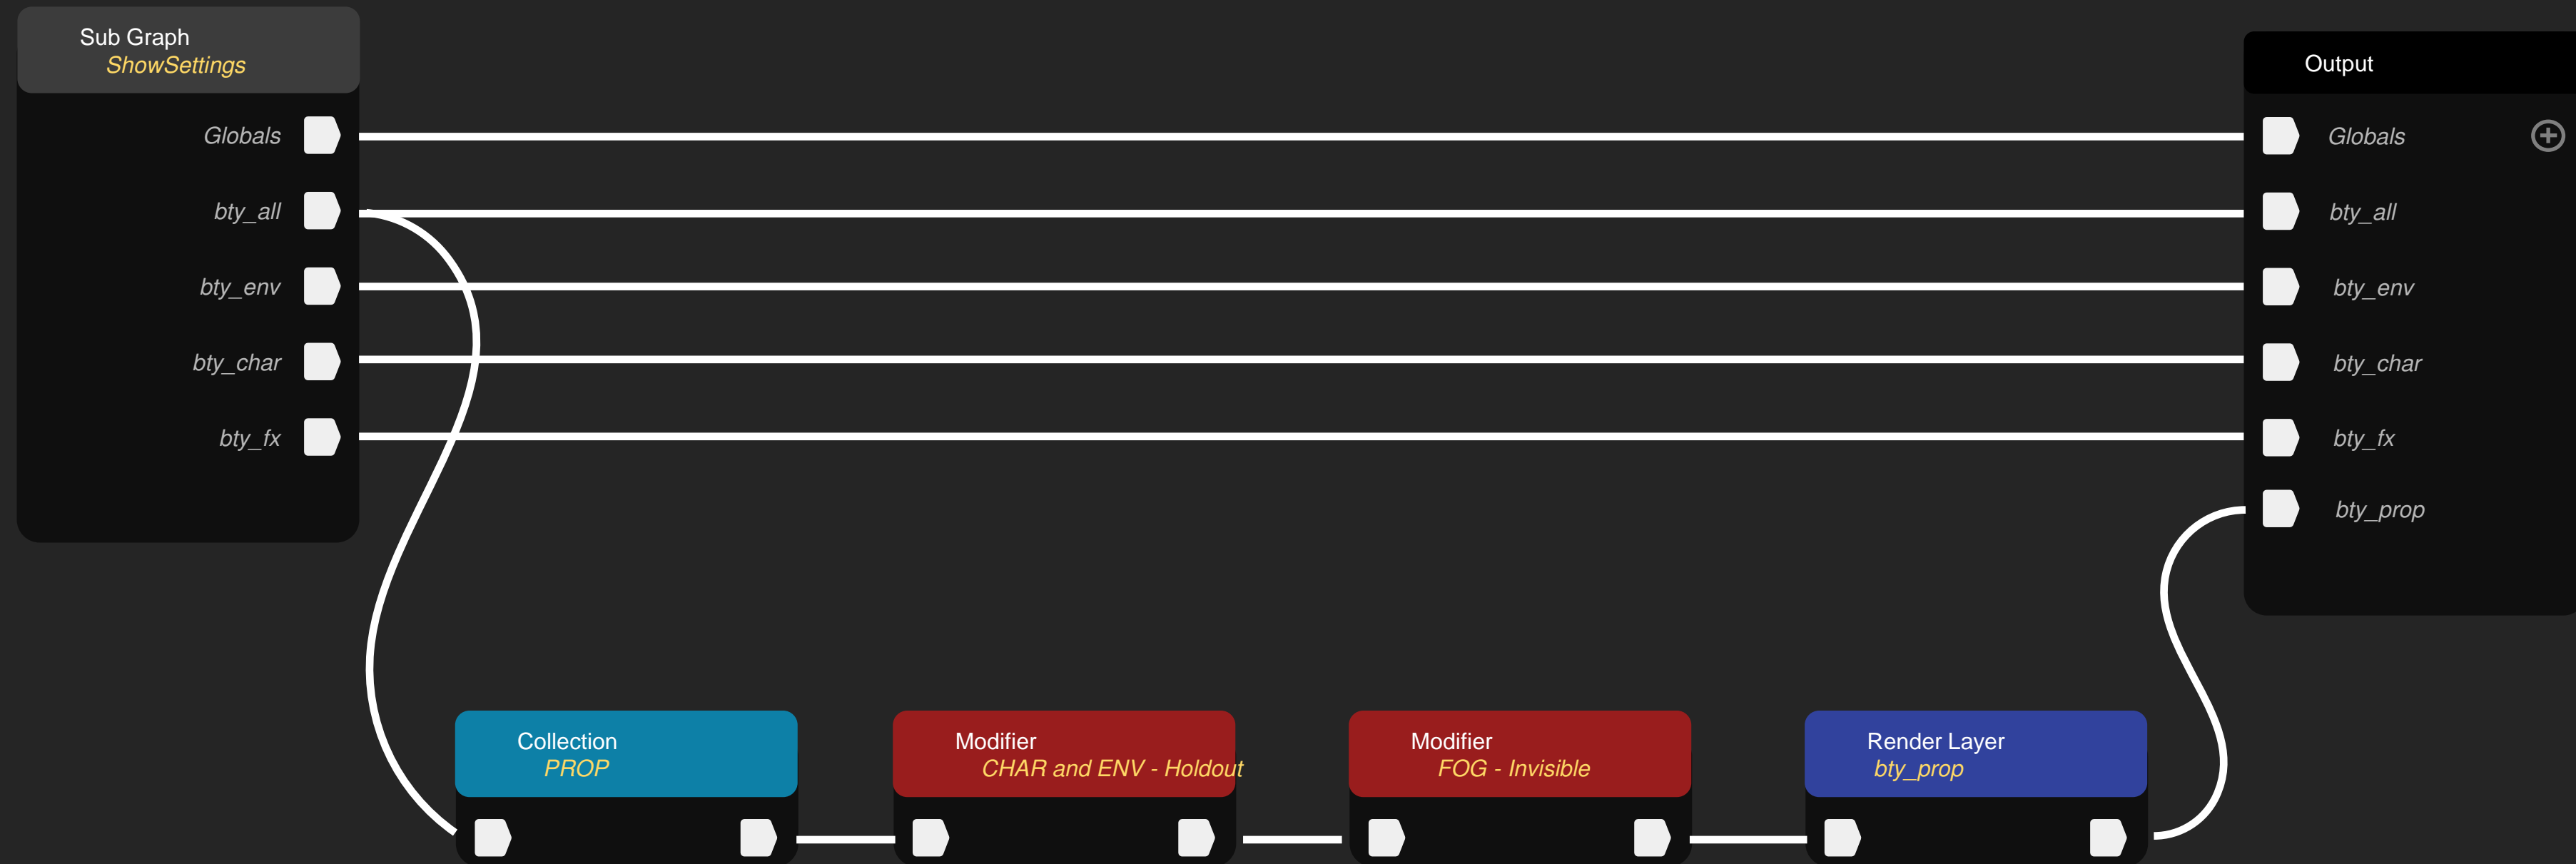 Sub Graph
ShowSettings
Globals
bty_all
bty_env
bty_char
bty_fx
Output
Globals
bty_all
bty_env
bty_char
bty_fx
bty_prop
Collection
PROP
Modifier
CHAR and ENV - Holdout
Modifier
FOG - Invisible
Render Layer
bty_prop